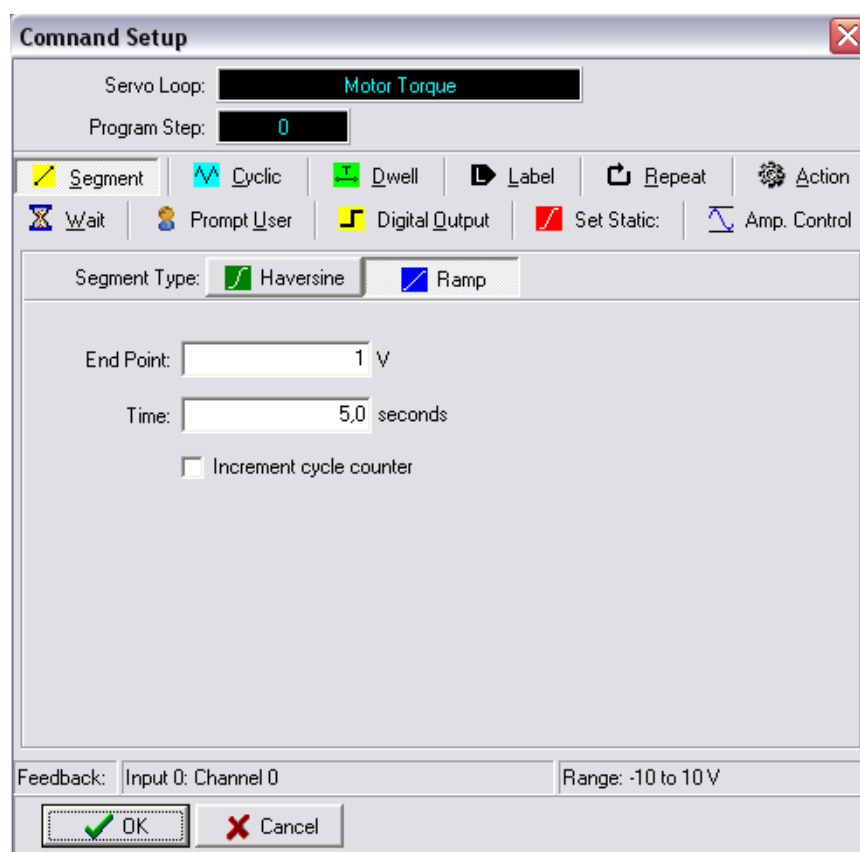 Comnand Setup
Servo Loop: Motor Torque
Program Step: 0
Segment Cyclic T Dwell L Label Repeat Action
Wait Prompt User Digital Output Set Static: Amp. Control
Segment Type: Haversine Ramp
End Point: 1 V
Time: 5,0 seconds
Increment cycle counter
Feedback: Input 0: Channel 0 Range: -10 to 10 V
OK Cancel